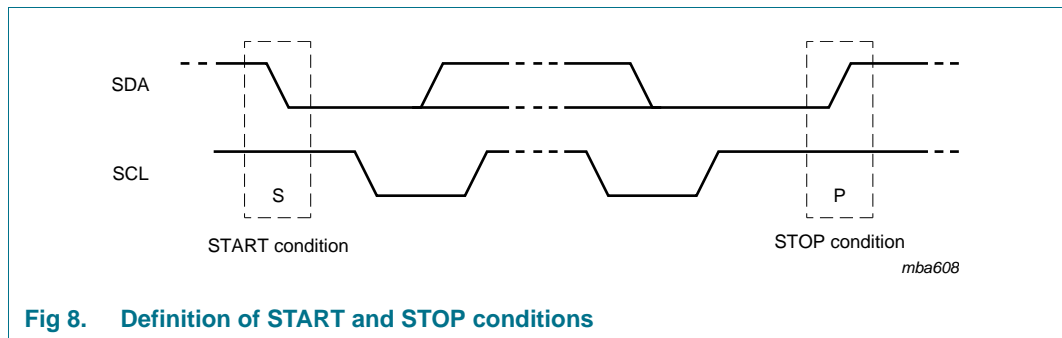 SDA
SCL
S
P
START condition
STOP condition
mba608
Fig 8. Definition of START and STOP conditions